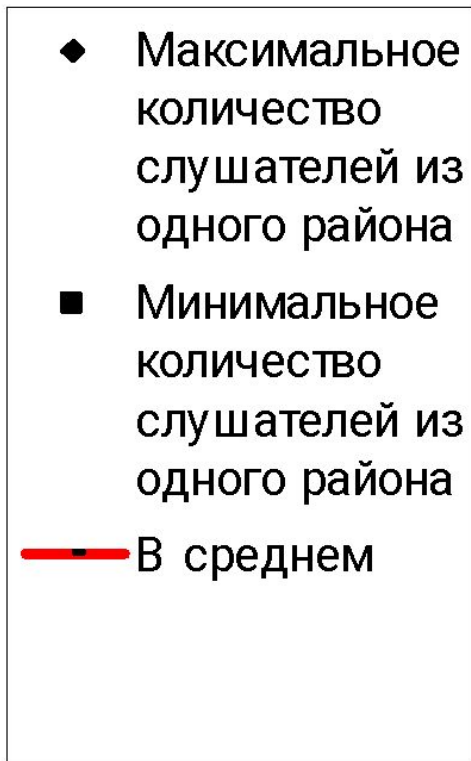 Максимальное
количество
слушателей из
одного района
Минимальное
количество
слушателей из
одного района
В среднем